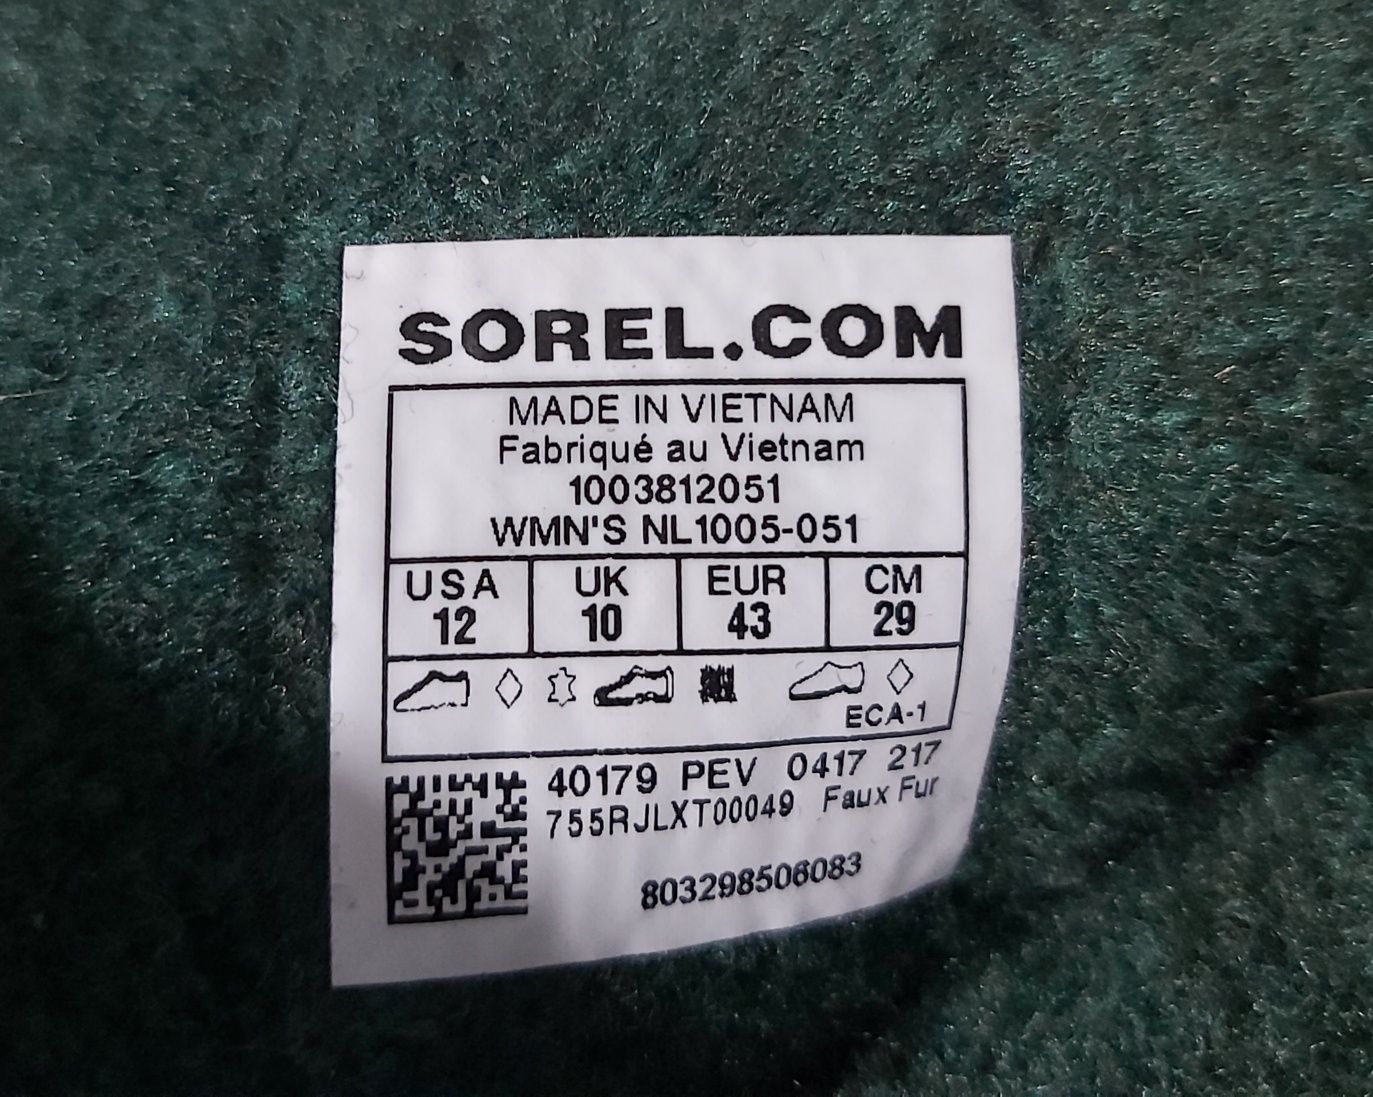 SOREL.COM
MADE IN VIETNAM
Fabriqué au Vietnam
1003812051
WMN'S NL1005-051
USA UK EUR CM
12 10 43 29
ECA-1
40179 PEV 0417 217
755RJLXT00049 Faux Fur
803298506083